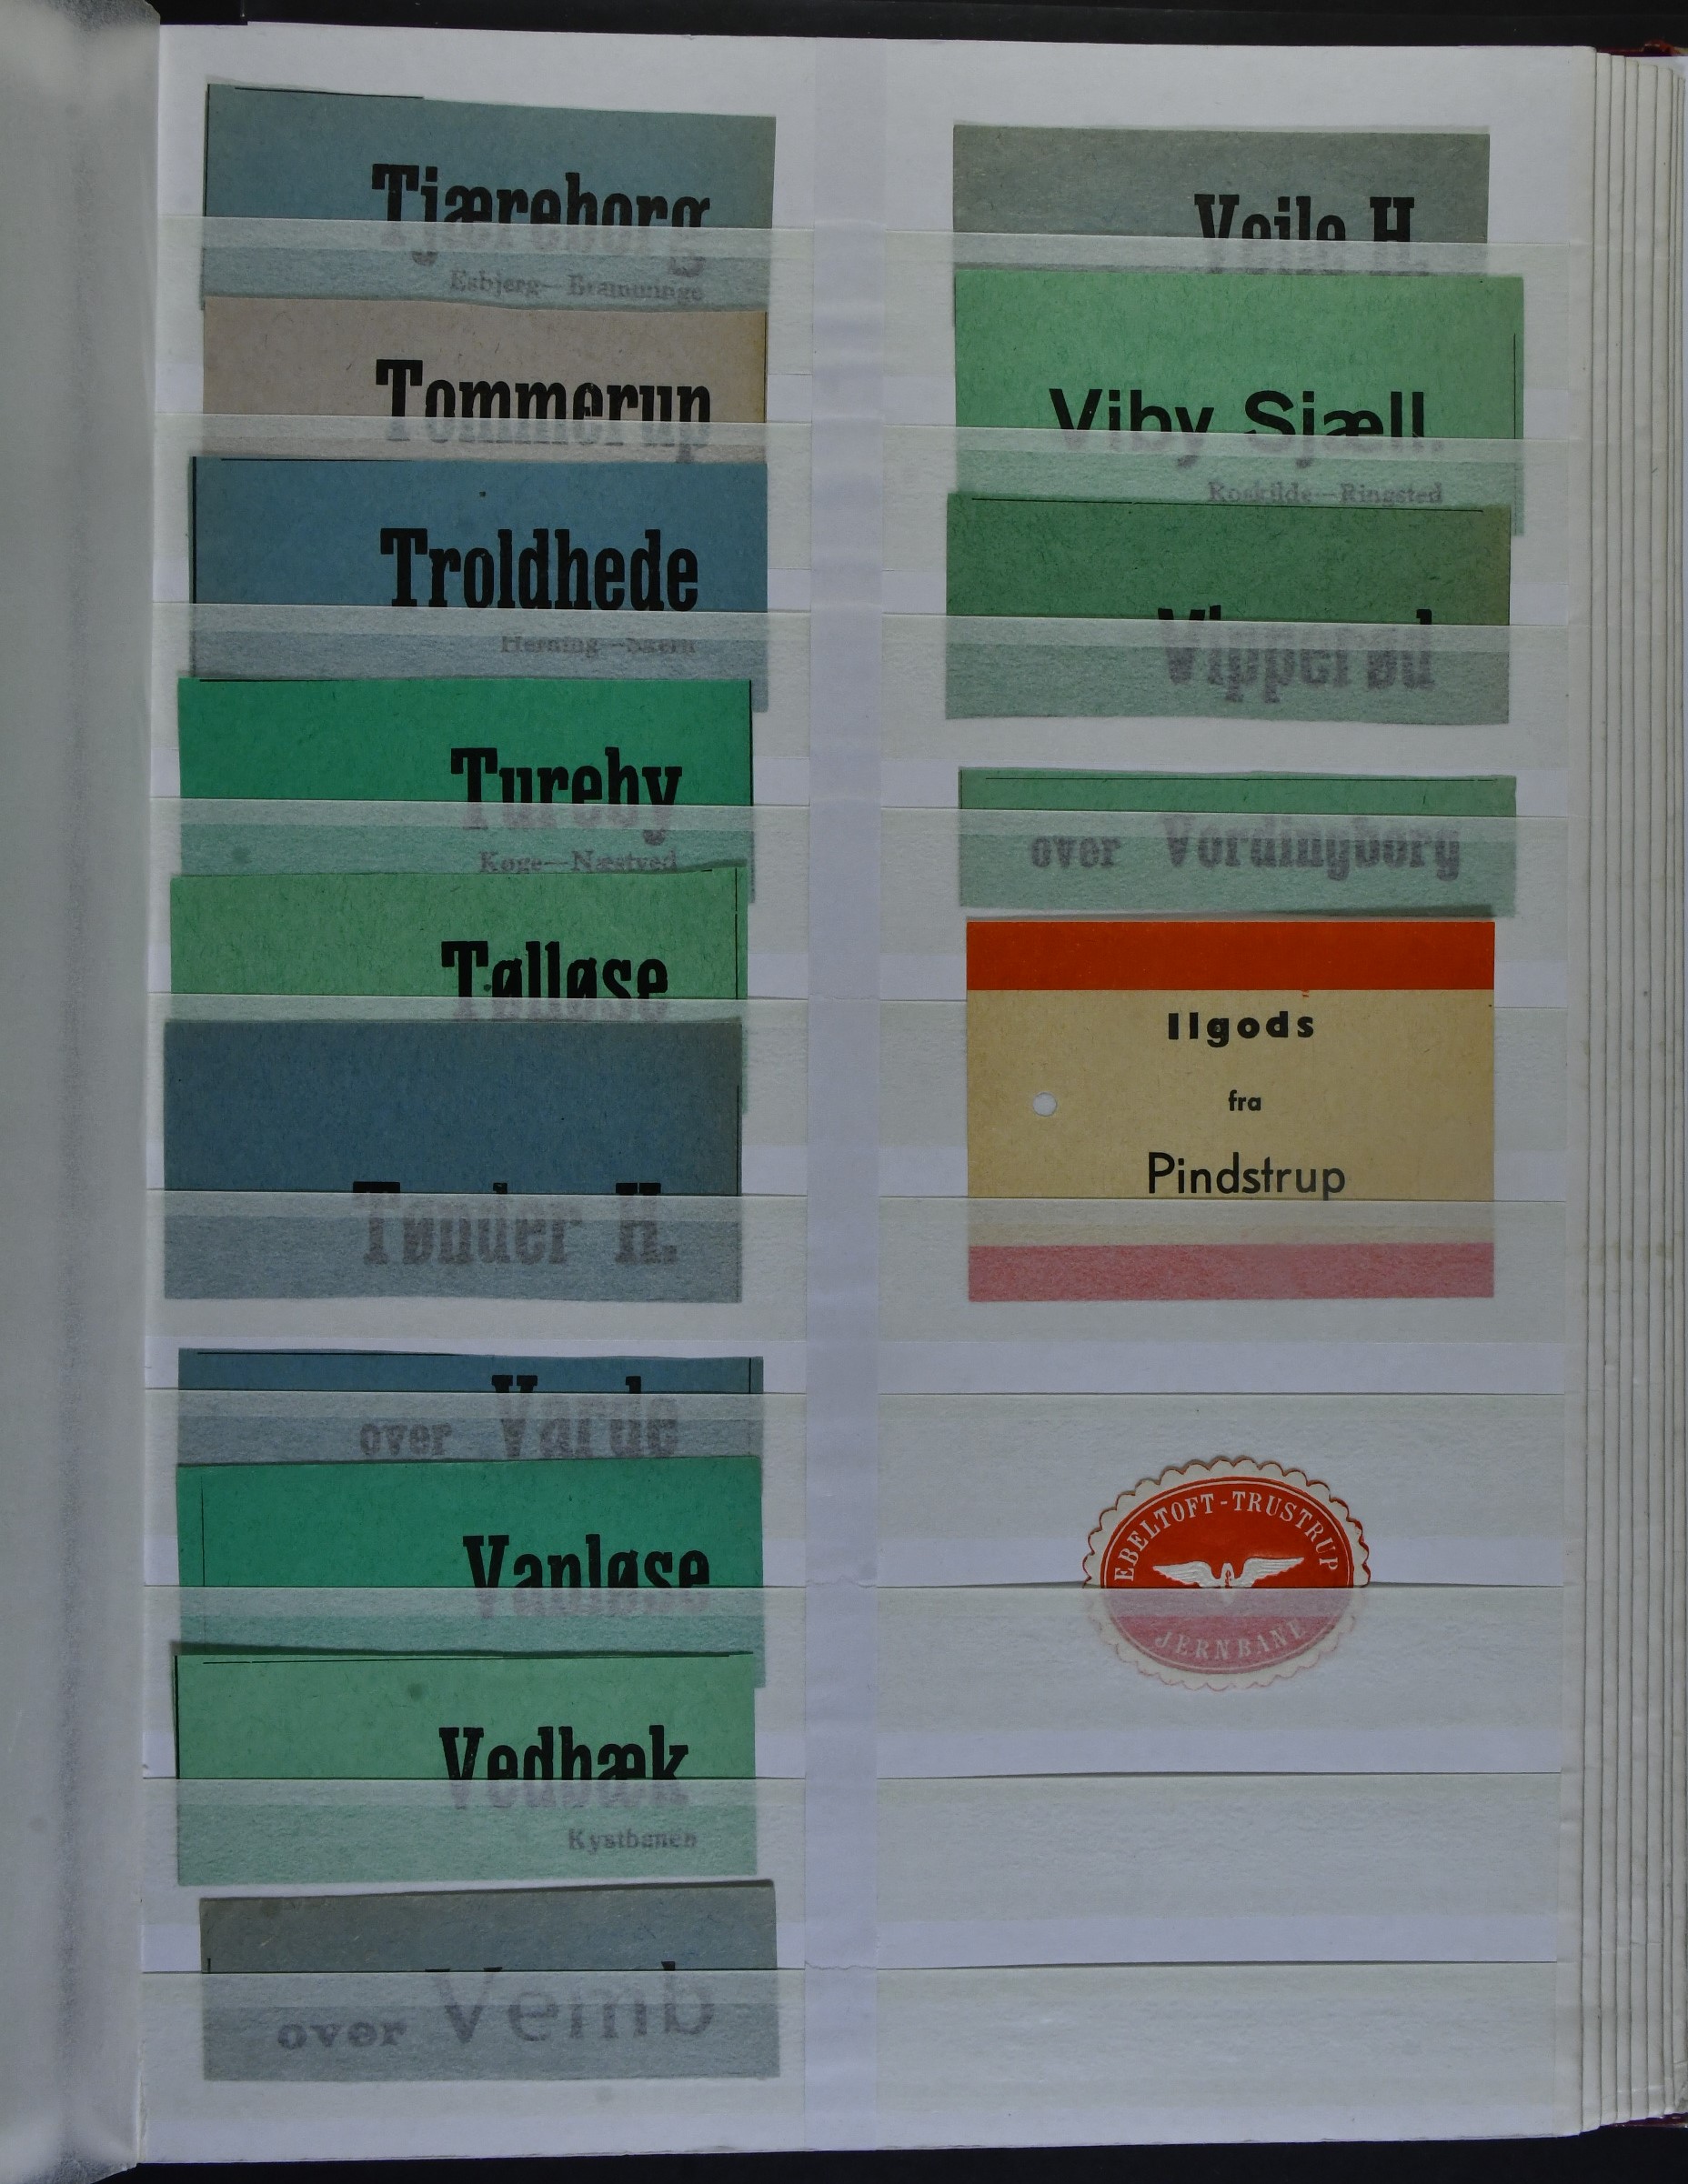 Tjæreborg
Esbjerg—Bramminge
Tommerup
Troldhede
Herning—Skern
Tureby
Køge—Næstved
Tølløse
Tønder H.
over Varde
Vanløse
Vedbæk
Kystbanen
over Vemb
Vejle H.
Viby Sjæll.
Roskilde—Ringsted
Vipperød
over Vordingborg
Ilgods
fra
Pindstrup
EBELTOFT-TRUSTRUP
JERNBANE